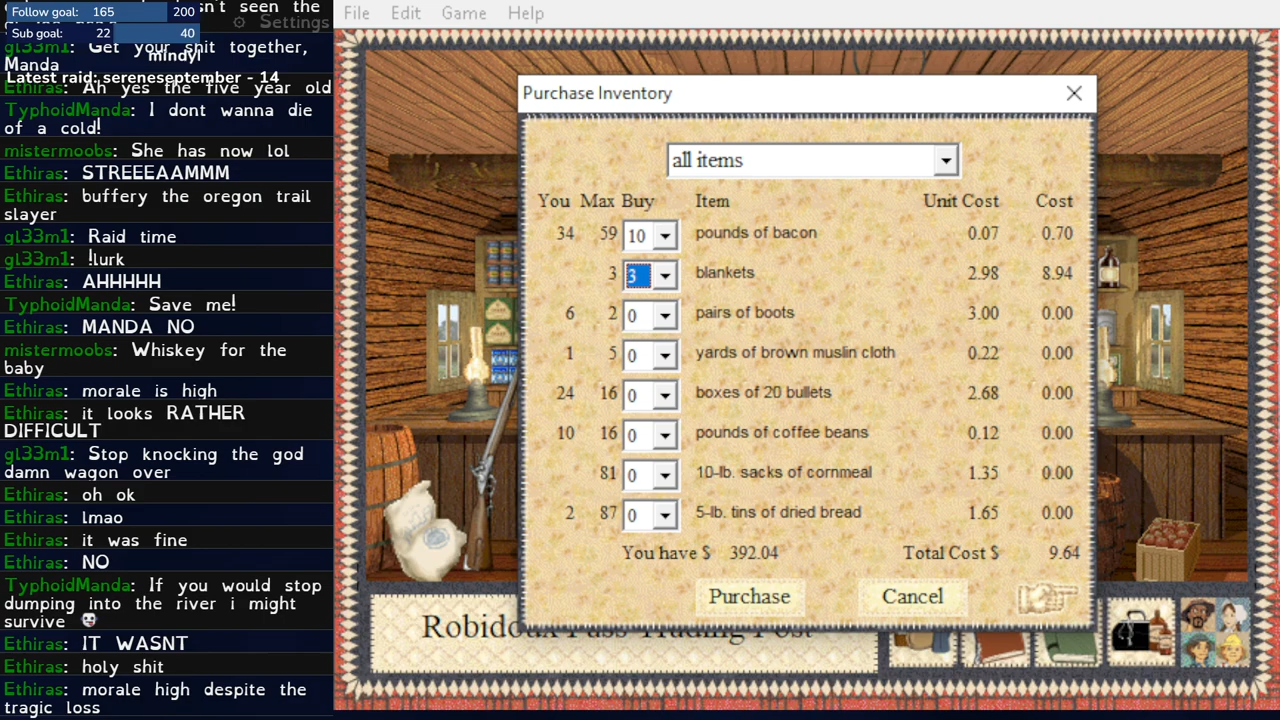 Follow goal: 165 200
Settings
Sub goal: 22 40
gl33m1: Get your shit together,
Manda
mindyl
Latest raid: sereneseptember - 14
Ethiras: Ah yes the five year old
TyphoidManda: I dont wanna die
of a cold!
mistermoobs: She has now lol
Ethiras: STREEEAAMMM
Ethiras: buffery the oregon trail
slayer
gl33m1: Raid time
gl33m1: !lurk
Ethiras: AHHHHH
TyphoidManda: Save me!
Ethiras: MANDA NO
mistermoobs: Whiskey for the
baby
Ethiras: morale is high
Ethiras: it looks RATHER
DIFFICULT
gl33m1: Stop knocking the god
damn wagon over
Ethiras: oh ok
Ethiras: lmao
Ethiras: it was fine
Ethiras: NO
TyphoidManda: If you would stop
dumping into the river i might
survive
Ethiras: IT WASNT
Ethiras: holy shit
Ethiras: morale high despite the
tragic loss
File Edit Game Help
Purchase Inventory
all items
You Max Buy Item Unit Cost Cost
34 59 10 pounds of bacon 0.07 0.70
3 3 blankets 2.98 8.94
6 2 0 pairs of boots 3.00 0.00
1 5 0 yards of brown muslin cloth 0.22 0.00
24 16 0 boxes of 20 bullets 2.68 0.00
10 16 0 pounds of coffee beans 0.12 0.00
81 0 10-lb. sacks of cornmeal 1.35 0.00
2 87 0 5-lb. tins of dried bread 1.65 0.00
You have $ 392.04 Total Cost $ 9.64
Purchase Cancel
Robidoux Pass Trading Post